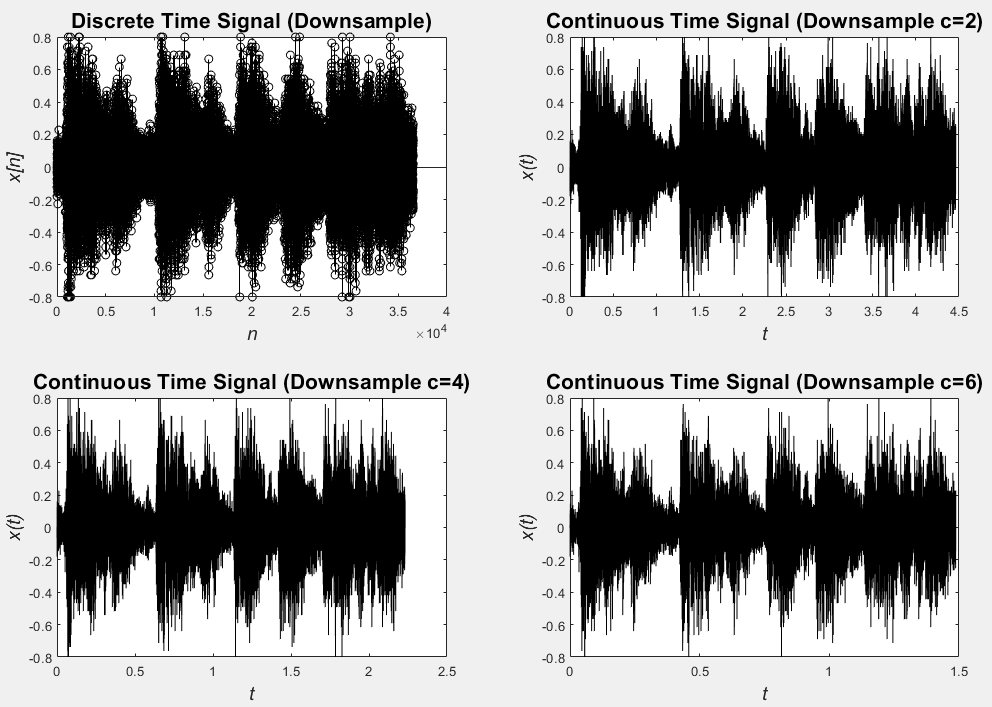 Discrete Time Signal (Downsample)
0.8
0.6
0.4
0.2
0
-0.2
-0.4
-0.6
-0.8
x[n]
0 0.5 1 1.5 2 2.5 3 3.5 4
×10^4
n
Continuous Time Signal (Downsample c=2)
0.8
0.6
0.4
0.2
0
-0.2
-0.4
-0.6
-0.8
x(t)
0 0.5 1 1.5 2 2.5 3 3.5 4 4.5
t
Continuous Time Signal (Downsample c=4)
0.8
0.6
0.4
0.2
0
-0.2
-0.4
-0.6
-0.8
x(t)
0 0.5 1 1.5 2 2.5
t
Continuous Time Signal (Downsample c=6)
0.8
0.6
0.4
0.2
0
-0.2
-0.4
-0.6
-0.8
x(t)
0 0.5 1 1.5
t